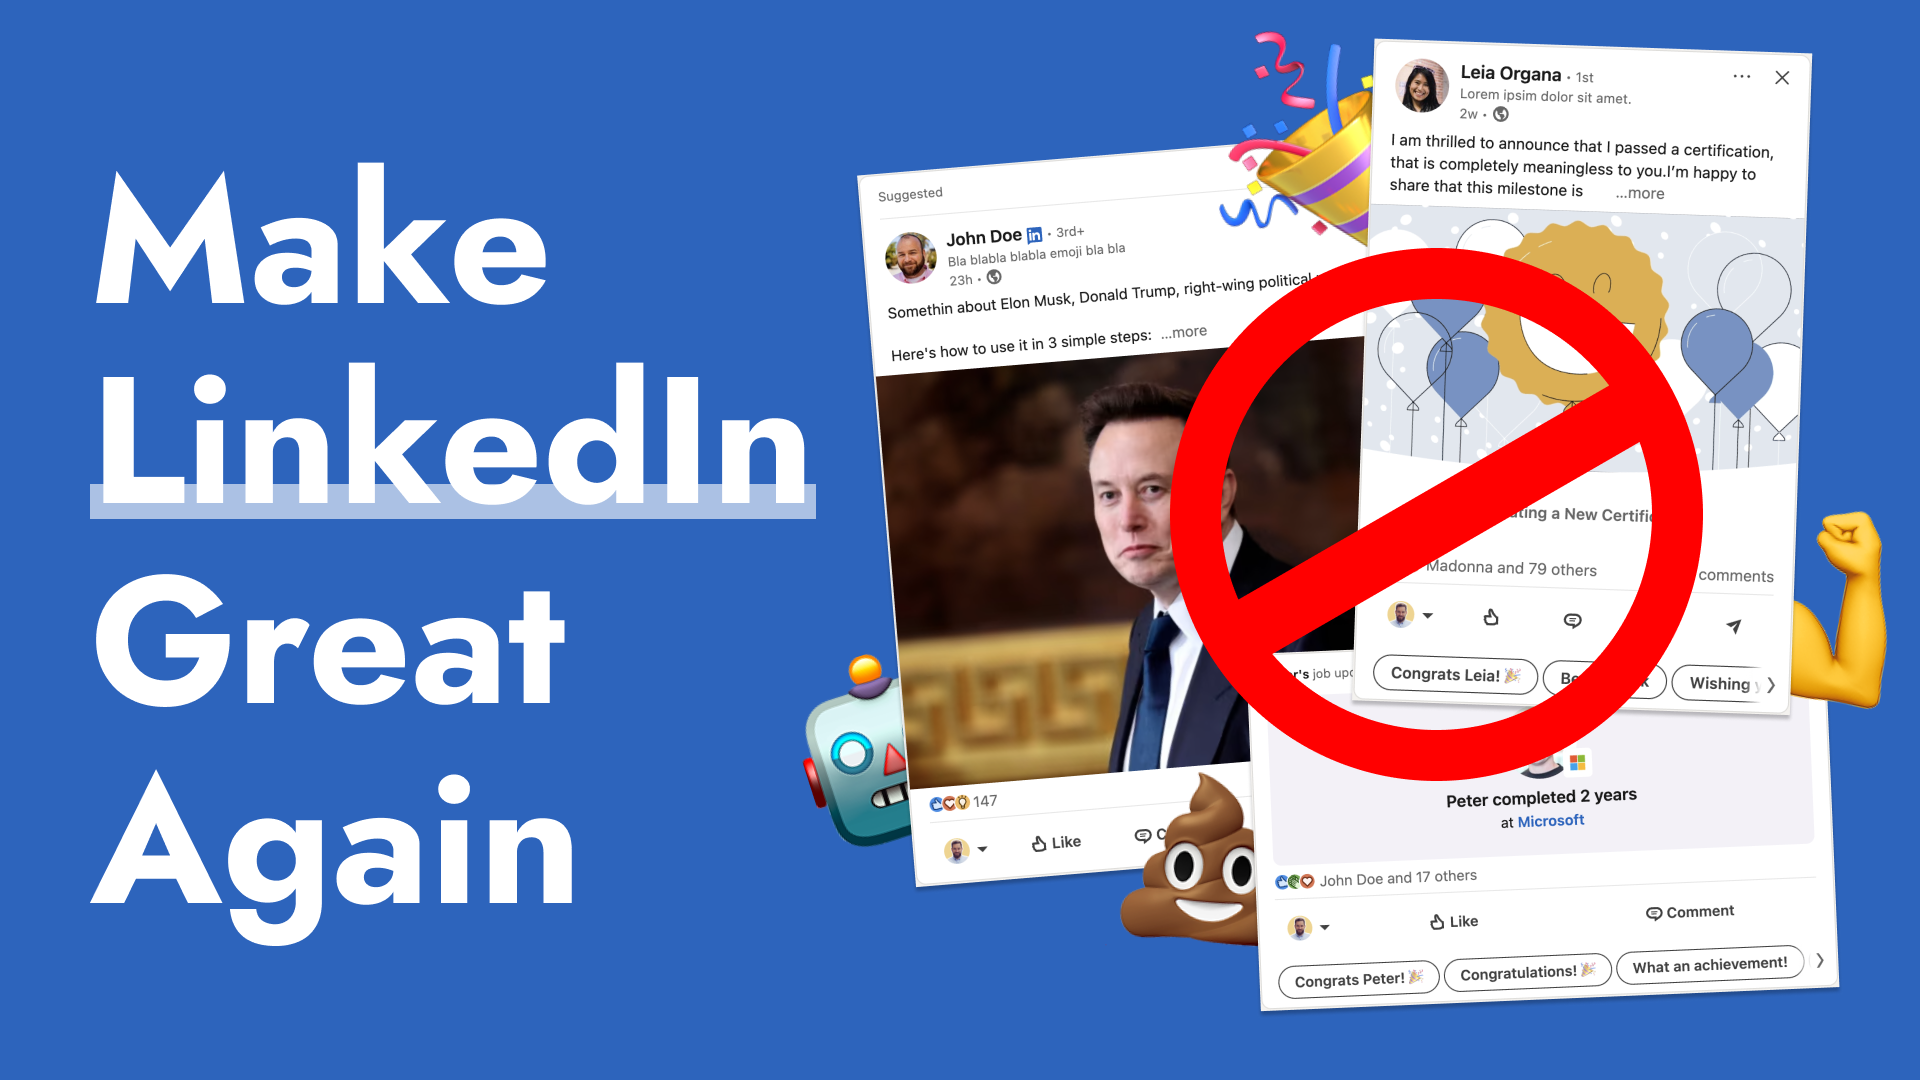 Make
LinkedIn
Great
Again
Suggested
John Doe in • 3rd+
Bla blabla blabla emoji bla bla
23h •
Somethin about Elon Musk, Donald Trump, right-wing political
Here's how to use it in 3 simple steps: ...more
147
Like
Leia Organa • 1st
Lorem ipsim dolor sit amet.
2w •
I am thrilled to announce that I passed a certification,
that is completely meaningless to you.I'm happy to
share that this milestone is ...more
a New Certific
Madonna and 79 others
comments
Congrats Leia! 🎉
Wishing
job upd
Peter completed 2 years
at Microsoft
John Doe and 17 others
Like
Comment
Congrats Peter! 🎉
Congratulations! 🎉
What an achievement!